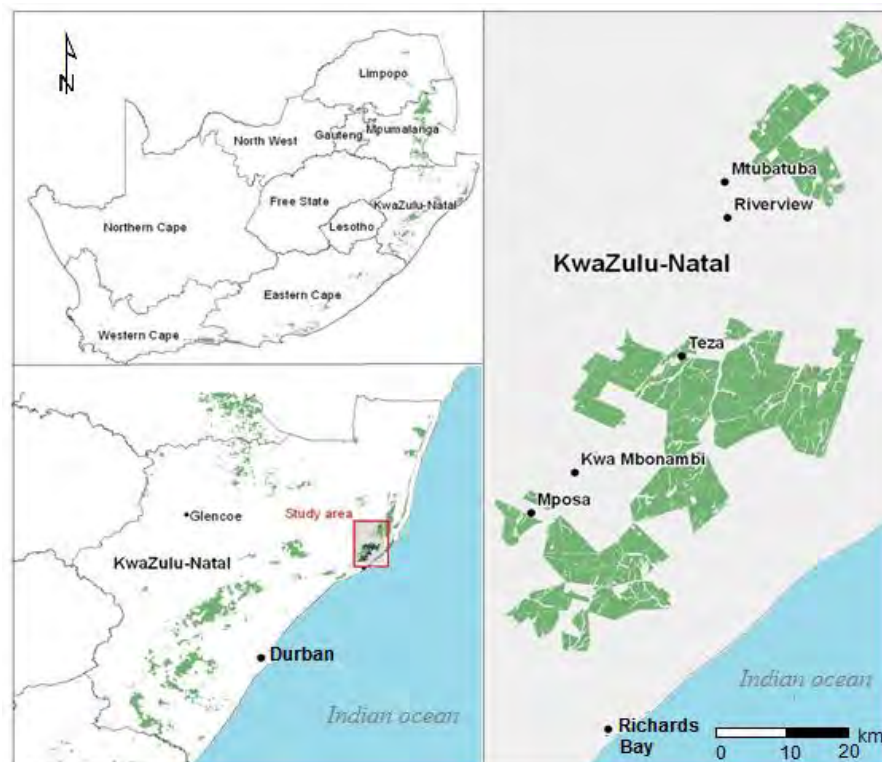 N
Limpopo
North West
Gauteng
Mpumalanga
Free State
KwaZulu-Natal
Lesotho
Northern Cape
Eastern Cape
Western Cape
Glencoe
Study area
KwaZulu-Natal
Durban
Indian ocean
Mtubatuba
Riverview
KwaZulu-Natal
Teza
Kwa Mbonambi
Mposa
Indian ocean
Richards
Bay
km
0 10 20